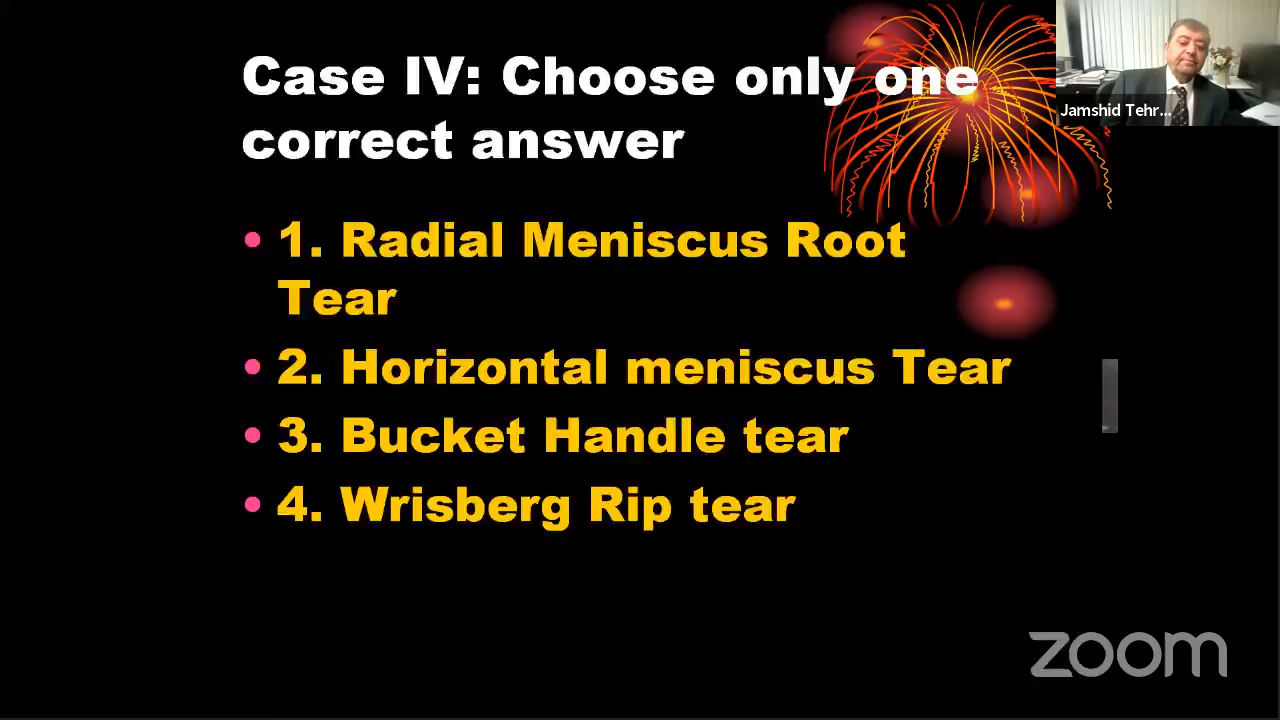 Case IV: Choose only one
correct answer
Jamshid Tehr...
• 1. Radial Meniscus Root
Tear
• 2. Horizontal meniscus Tear
• 3. Bucket Handle tear
• 4. Wrisberg Rip tear
zoom